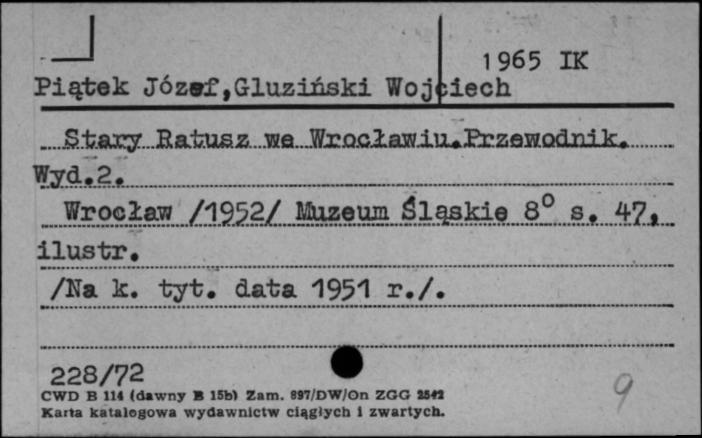 1965 IK
Piątek Józef,Gluziński Wojciech
Stary Ratusz we Wrocławiu.Przewodnik.
Wyd.2.
Wrocław /1952/ Muzeum Śląskie 8° s. 47,
ilustr.
/Na k. tyt. data 1951 r./.
228/72
CWD B 114 (dawny B 15b) Zam. 897/DW/On ZGG 2542
Karta katalogowa wydawnictw ciągłych i zwartych.
9